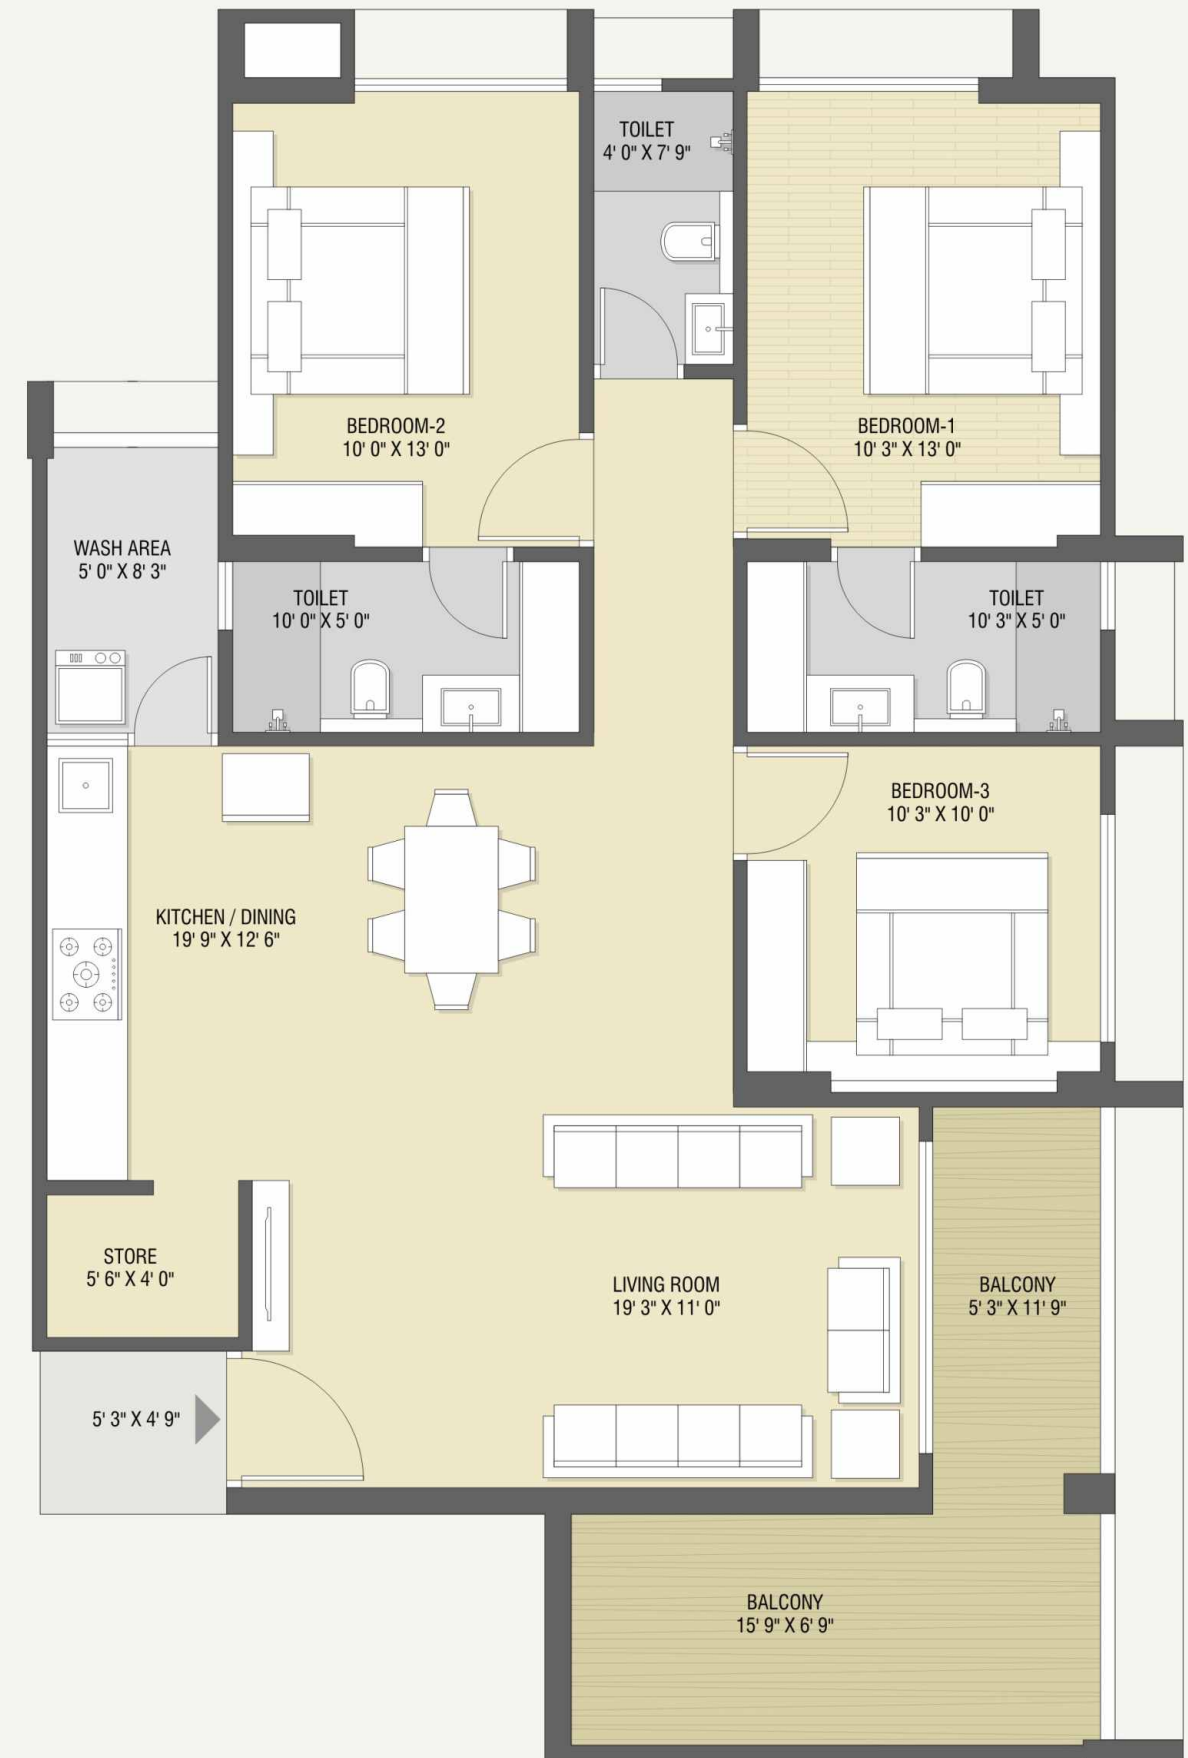 TOILET
4' 0" X 7' 9"
BEDROOM-2
10' 0" X 13' 0"
BEDROOM-1
10' 3" X 13' 0"
WASH AREA
5' 0" X 8' 3"
TOILET
10' 0" X 5' 0"
TOILET
10' 3" X 5' 0"
BEDROOM-3
10' 3" X 10' 0"
KITCHEN / DINING
19' 9" X 12' 6"
STORE
5' 6" X 4' 0"
LIVING ROOM
19' 3" X 11' 0"
BALCONY
5' 3" X 11' 9"
5' 3" X 4' 9"
BALCONY
15' 9" X 6' 9"